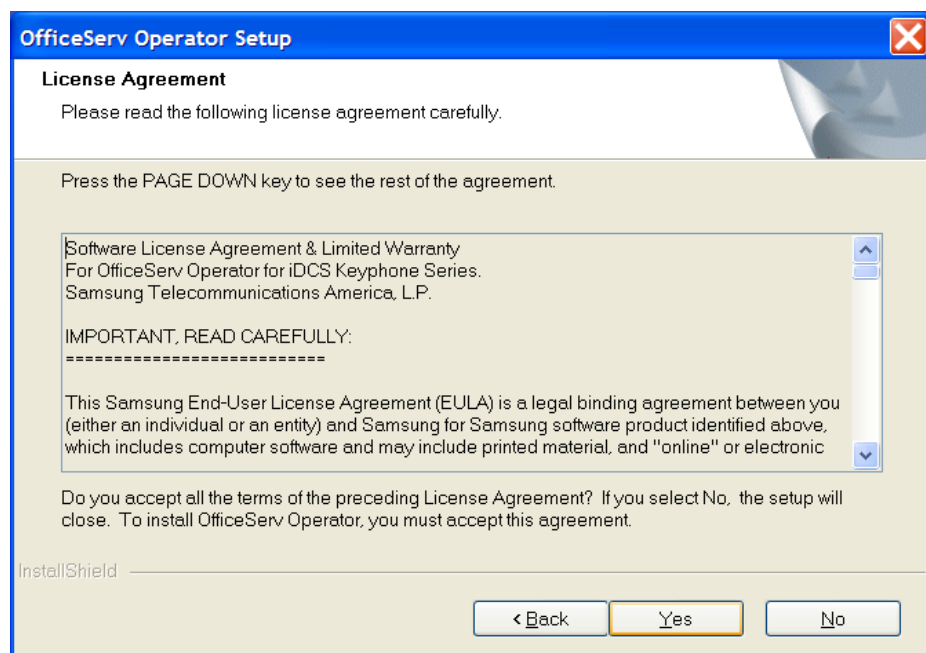 OfficeServ Operator Setup
License Agreement
Please read the following license agreement carefully.
Press the PAGE DOWN key to see the rest of the agreement.
Software License Agreement & Limited Warranty
For OfficeServ Operator for iDCS Keyphone Series.
Samsung Telecommunications America, L.P.
IMPORTANT, READ CAREFULLY:
===========================
This Samsung End-User License Agreement (EULA) is a legal binding agreement between you
(either an individual or an entity) and Samsung for Samsung software product identified above,
which includes computer software and may include printed material, and "online" or electronic
Do you accept all the terms of the preceding License Agreement? If you select No, the setup will
close. To install OfficeServ Operator, you must accept this agreement.
InstallShield
< Back Yes No